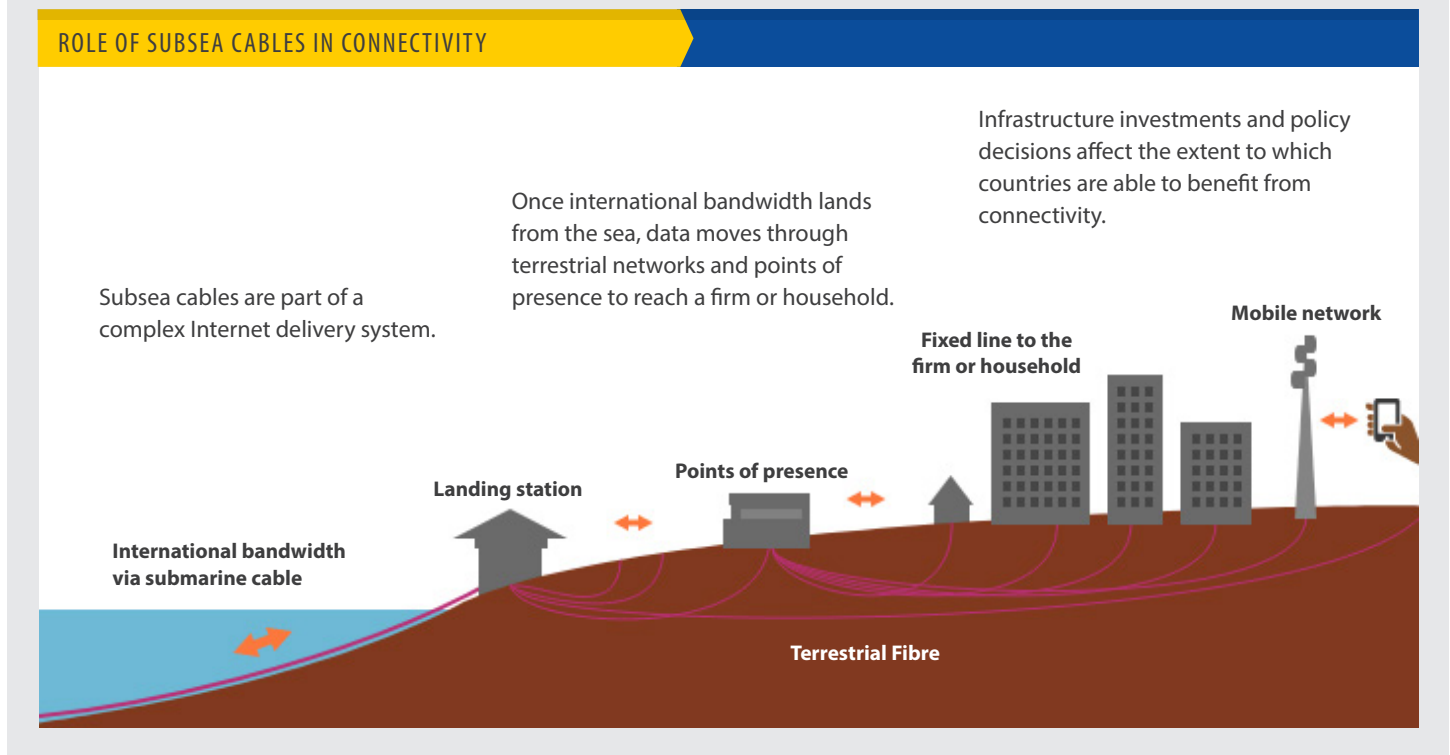 ROLE OF SUBSEA CABLES IN CONNECTIVITY
Subsea cables are part of a
complex Internet delivery system.
Once international bandwidth lands
from the sea, data moves through
terrestrial networks and points of
presence to reach a firm or household.
Infrastructure investments and policy
decisions affect the extent to which
countries are able to benefit from
connectivity.
International bandwidth
via submarine cable
Landing station
Points of presence
Fixed line to the
firm or household
Mobile network
Terrestrial Fibre